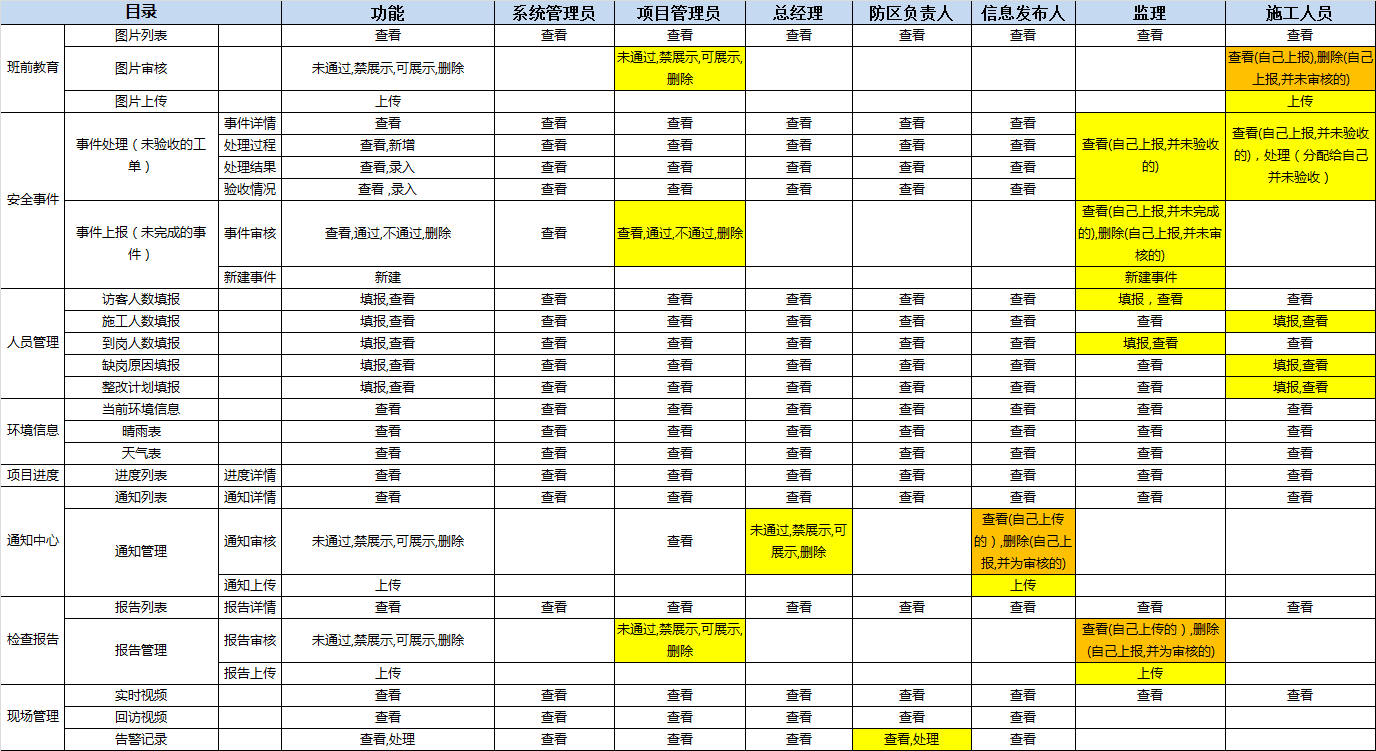 目录 功能 系统管理员 项目管理员 总经理 防区负责人 信息发布人 监理 施工人员
班前教育
图片列表 查看 查看 查看 查看 查看 查看 查看 查看
图片审核 未通过,禁展示,可展示,删除
未通过,禁展示,可展示,
删除
查看(自己上报),删除(自己
上报,并未审核的)
图片上传 上传 上传
安全事件
事件处理（未验收的工
单）
事件详情 查看 查看 查看 查看 查看 查看
处理过程 查看,新增 查看 查看 查看 查看 查看
处理结果 查看,录入 查看 查看 查看 查看 查看
验收情况 查看 ,录入 查看 查看 查看 查看 查看
查看(自己上报,并未验收
的)
查看(自己上报,并未验收
的)，处理（分配给自己
并未验收）
事件上报（未完成的事
件）
事件审核 查看,通过,不通过,删除 查看 查看,通过,不通过,删除
查看(自己上报,并未完成
的),删除(自己上报,并未审
核的)
新建事件 新建 新建事件
人员管理
访客人数填报 填报,查看 查看 查看 查看 查看 查看 填报，查看 查看
施工人数填报 填报,查看 查看 查看 查看 查看 查看 查看 填报,查看
到岗人数填报 填报,查看 查看 查看 查看 查看 查看 填报,查看 查看
缺岗原因填报 填报,查看 查看 查看 查看 查看 查看 查看 填报,查看
整改计划填报 填报,查看 查看 查看 查看 查看 查看 查看 填报,查看
环境信息
当前环境信息 查看 查看 查看 查看 查看 查看 查看 查看
晴雨表 查看 查看 查看 查看 查看 查看 查看 查看
天气表 查看 查看 查看 查看 查看 查看 查看 查看
项目进度 进度列表 进度详情 查看 查看 查看 查看 查看 查看 查看 查看
通知中心
通知列表 通知详情 查看 查看 查看 查看 查看 查看 查看 查看
通知管理
通知审核 未通过,禁展示,可展示,删除 查看
未通过,禁展示,可
展示,删除
查看(自己上传
的）,删除(自己上
报,并为审核的)
通知上传 上传 上传
检查报告
报告列表 报告详情 查看 查看 查看 查看 查看 查看 查看 查看
报告管理
报告审核 未通过,禁展示,可展示,删除
未通过,禁展示,可展示,
删除
查看(自己上传的）,删除
(自己上报,并为审核的)
报告上传 上传 上传
现场管理
实时视频 查看 查看 查看 查看 查看 查看 查看 查看
回访视频 查看 查看 查看 查看 查看 查看
告警记录 查看,处理 查看 查看 查看 查看,处理 查看